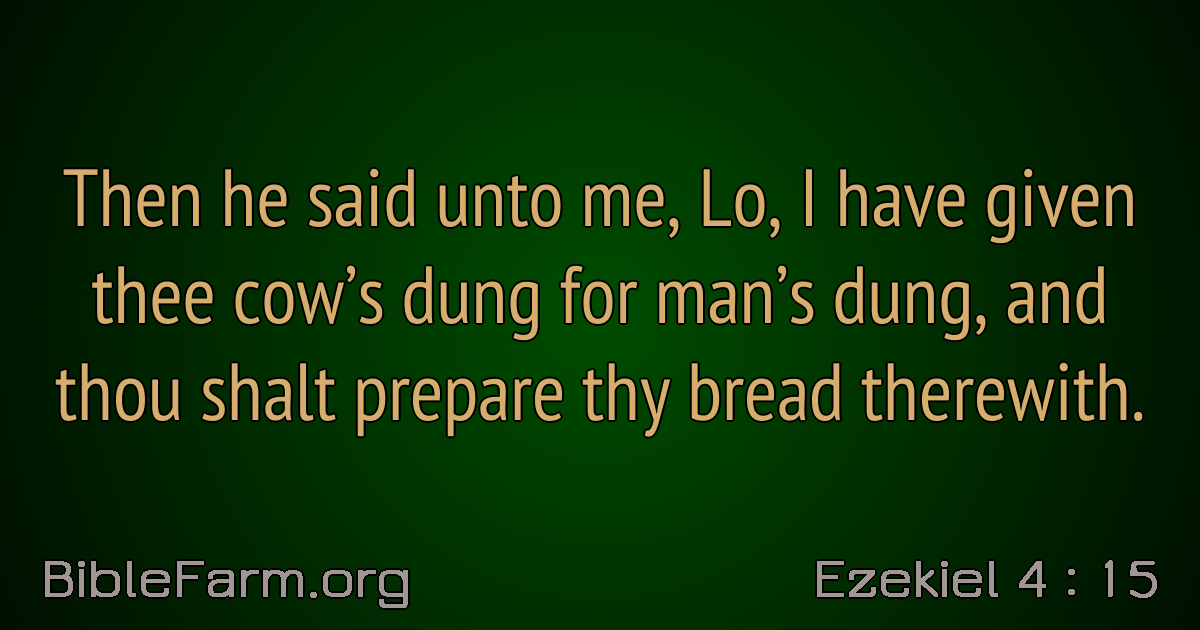 Then he said unto me, Lo, I have given
thee cow’s dung for man’s dung, and
thou shalt prepare thy bread therewith.
BibleFarm.org
Ezekiel 4 : 15